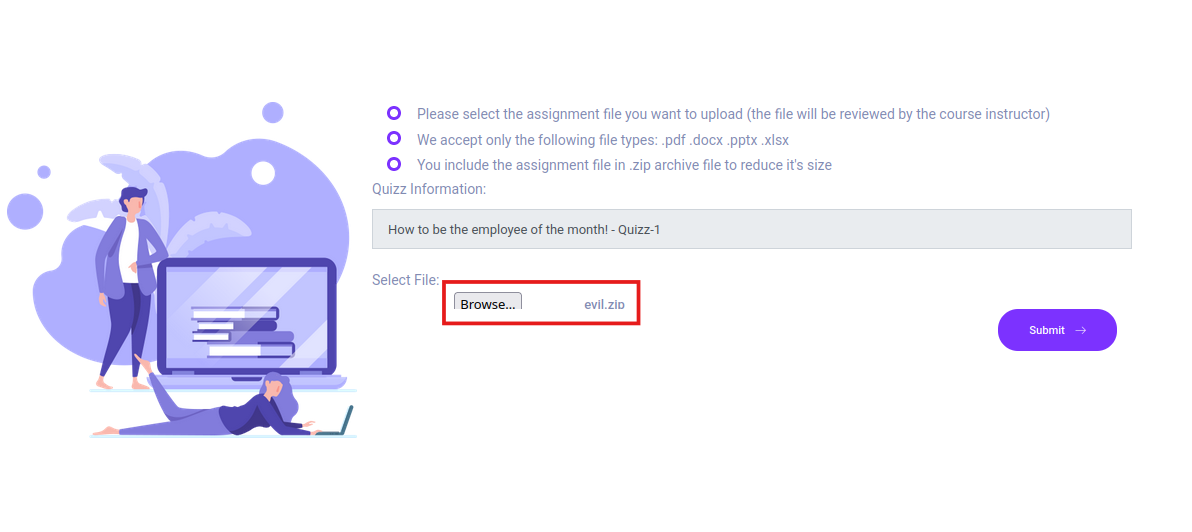 Please select the assignment file you want to upload (the file will be reviewed by the course instructor)
We accept only the following file types: .pdf .docx .pptx .xlsx
You include the assignment file in .zip archive file to reduce it's size
Quizz Information:
How to be the employee of the month! - Quizz-1
Select File:
Browse... evil.zip
Submit